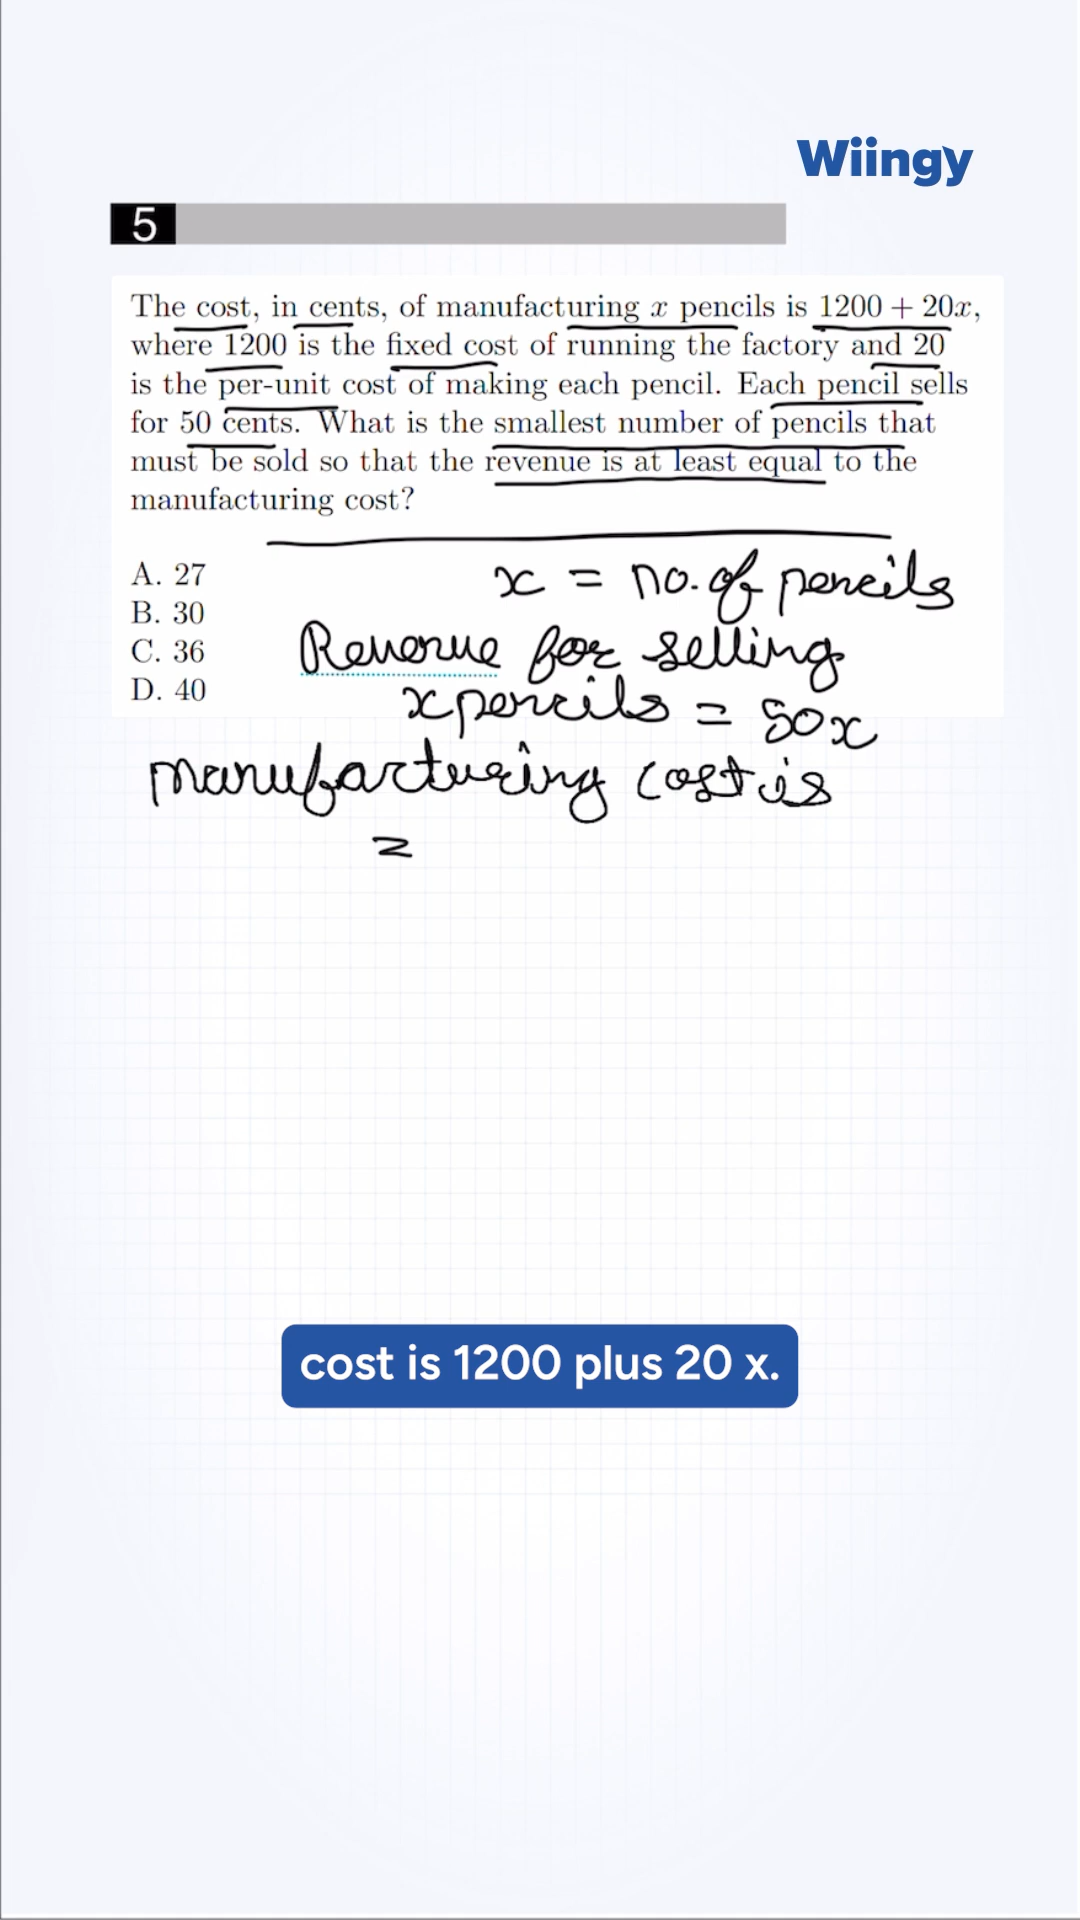 Wiingy
5
The cost, in cents, of manufacturing x pencils is 1200 + 20x,
where 1200 is the fixed cost of running the factory and 20
is the per-unit cost of making each pencil. Each pencil sells
for 50 cents. What is the smallest number of pencils that
must be sold so that the revenue is at least equal to the
manufacturing cost?
A. 27
B. 30
C. 36
D. 40
x = no. of pencils
Revenue for selling
x pencils = 50x
manufacturing cost is
=
cost is 1200 plus 20 x.